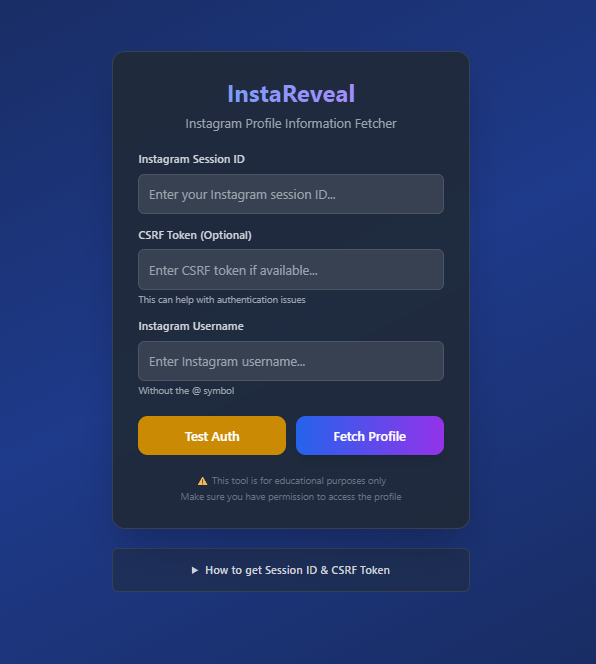 InstaReveal
Instagram Profile Information Fetcher
Instagram Session ID
Enter your Instagram session ID...
CSRF Token (Optional)
Enter CSRF token if available...
This can help with authentication issues
Instagram Username
Enter Instagram username...
Without the @ symbol
Test Auth
Fetch Profile
⚠️ This tool is for educational purposes only
Make sure you have permission to access the profile
▶ How to get Session ID & CSRF Token